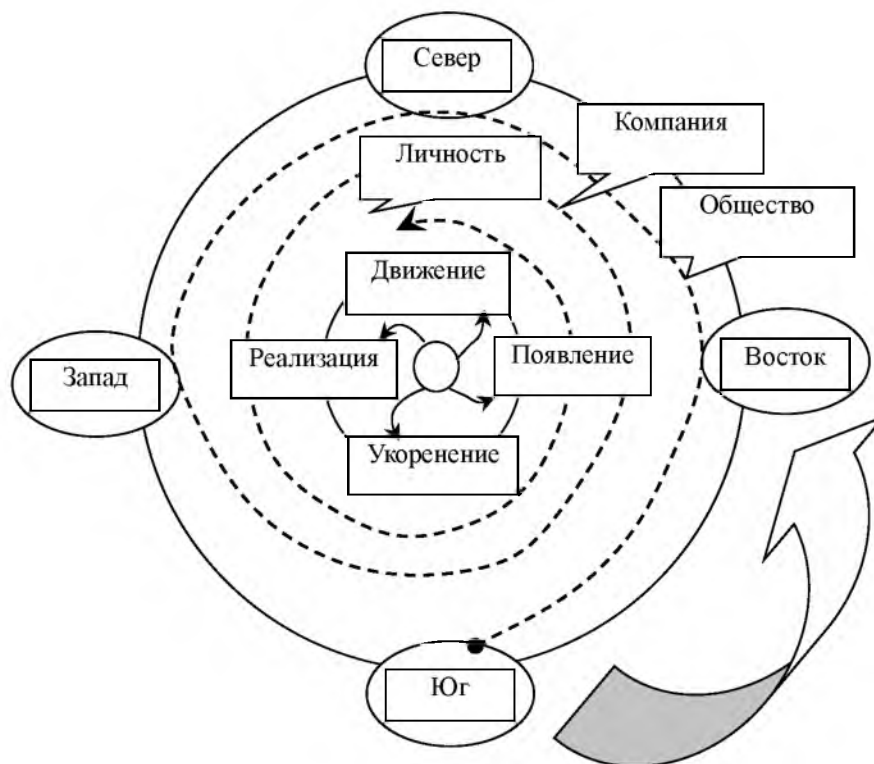 Север
Компания
Личность
Общество
Движение
Реализация
Появление
Запад
Восток
Укоренение
Юг